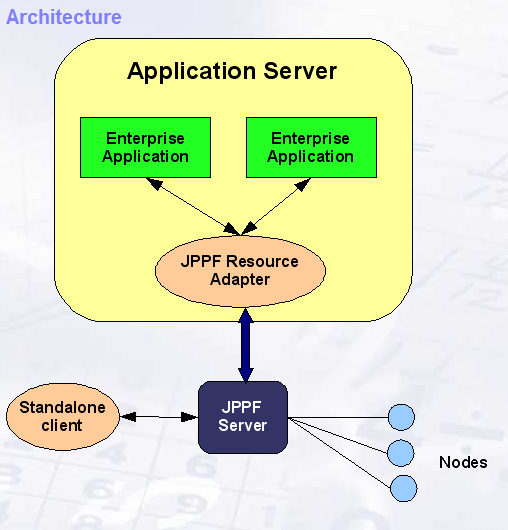 Architecture
Application Server
Enterprise
Application
Enterprise
Application
JPPF Resource
Adapter
Standalone
client
JPPF
Server
Nodes